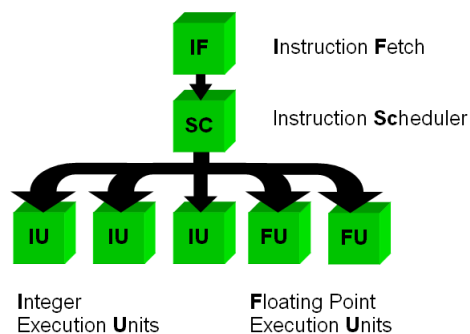 IF
Instruction Fetch
SC
Instruction Scheduler
IU IU IU FU FU
Integer
Execution Units
Floating Point
Execution Units